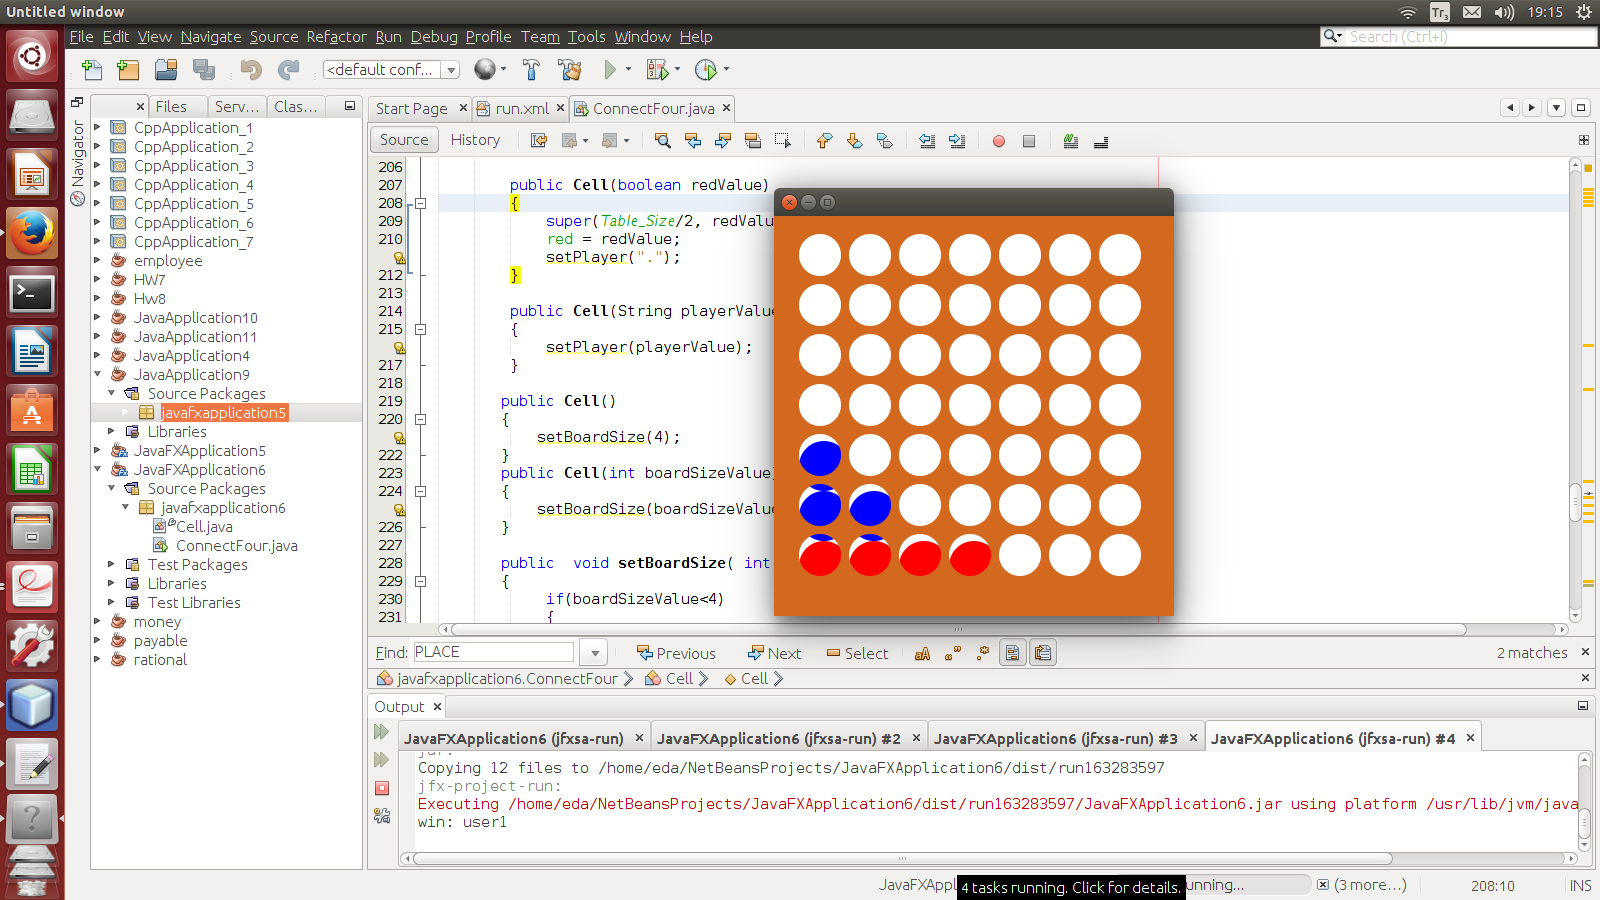 Untitled window
Tr3
19:15
File Edit View Navigate Source Refactor Run Debug Profile Team Tools Window Help
Search (Ctrl+I)
<default conf...
Navigator
Files Serv... Clas...
CppApplication_1
CppApplication_2
CppApplication_3
CppApplication_4
CppApplication_5
CppApplication_6
CppApplication_7
employee
HW7
Hw8
JavaApplication10
JavaApplication11
JavaApplication4
JavaApplication9
Source Packages
javafxapplication5
Libraries
JavaFXApplication5
JavaFXApplication6
Source Packages
javafxapplication6
Cell.java
ConnectFour.java
Test Packages
Libraries
Test Libraries
money
payable
rational
Start Page run.xml ConnectFour.java
Source History
206
207 public Cell(boolean redValue)
208 {
209 super(Table_Size/2, redValu
210 red = redValue;
setPlayer(".");
212 }
213
214 public Cell(String playerValue
215 {
setPlayer(playerValue);
217 }
218
219 public Cell()
220 {
setBoardSize(4);
222 }
223 public Cell(int boardSizeValue)
224 {
setBoardSize(boardSizeValue
226 }
227
228 public void setBoardSize( int
229 {
230 if(boardSizeValue<4)
231 {
Find: PLACE Previous Next Select 2 matches
javafxapplication6.ConnectFour Cell Cell
Output
JavaFXApplication6 (jfxsa-run) JavaFXApplication6 (jfxsa-run) #2 JavaFXApplication6 (jfxsa-run) #3 JavaFXApplication6 (jfxsa-run) #4
jar:
Copying 12 files to /home/eda/NetBeansProjects/JavaFXApplication6/dist/run163283597
jfx-project-run:
Executing /home/eda/NetBeansProjects/JavaFXApplication6/dist/run163283597/JavaFXApplication6.jar using platform /usr/lib/jvm/java
win: user1
JavaFXAppl 4 tasks running. Click for details. unning... (3 more...) 208:10 INS